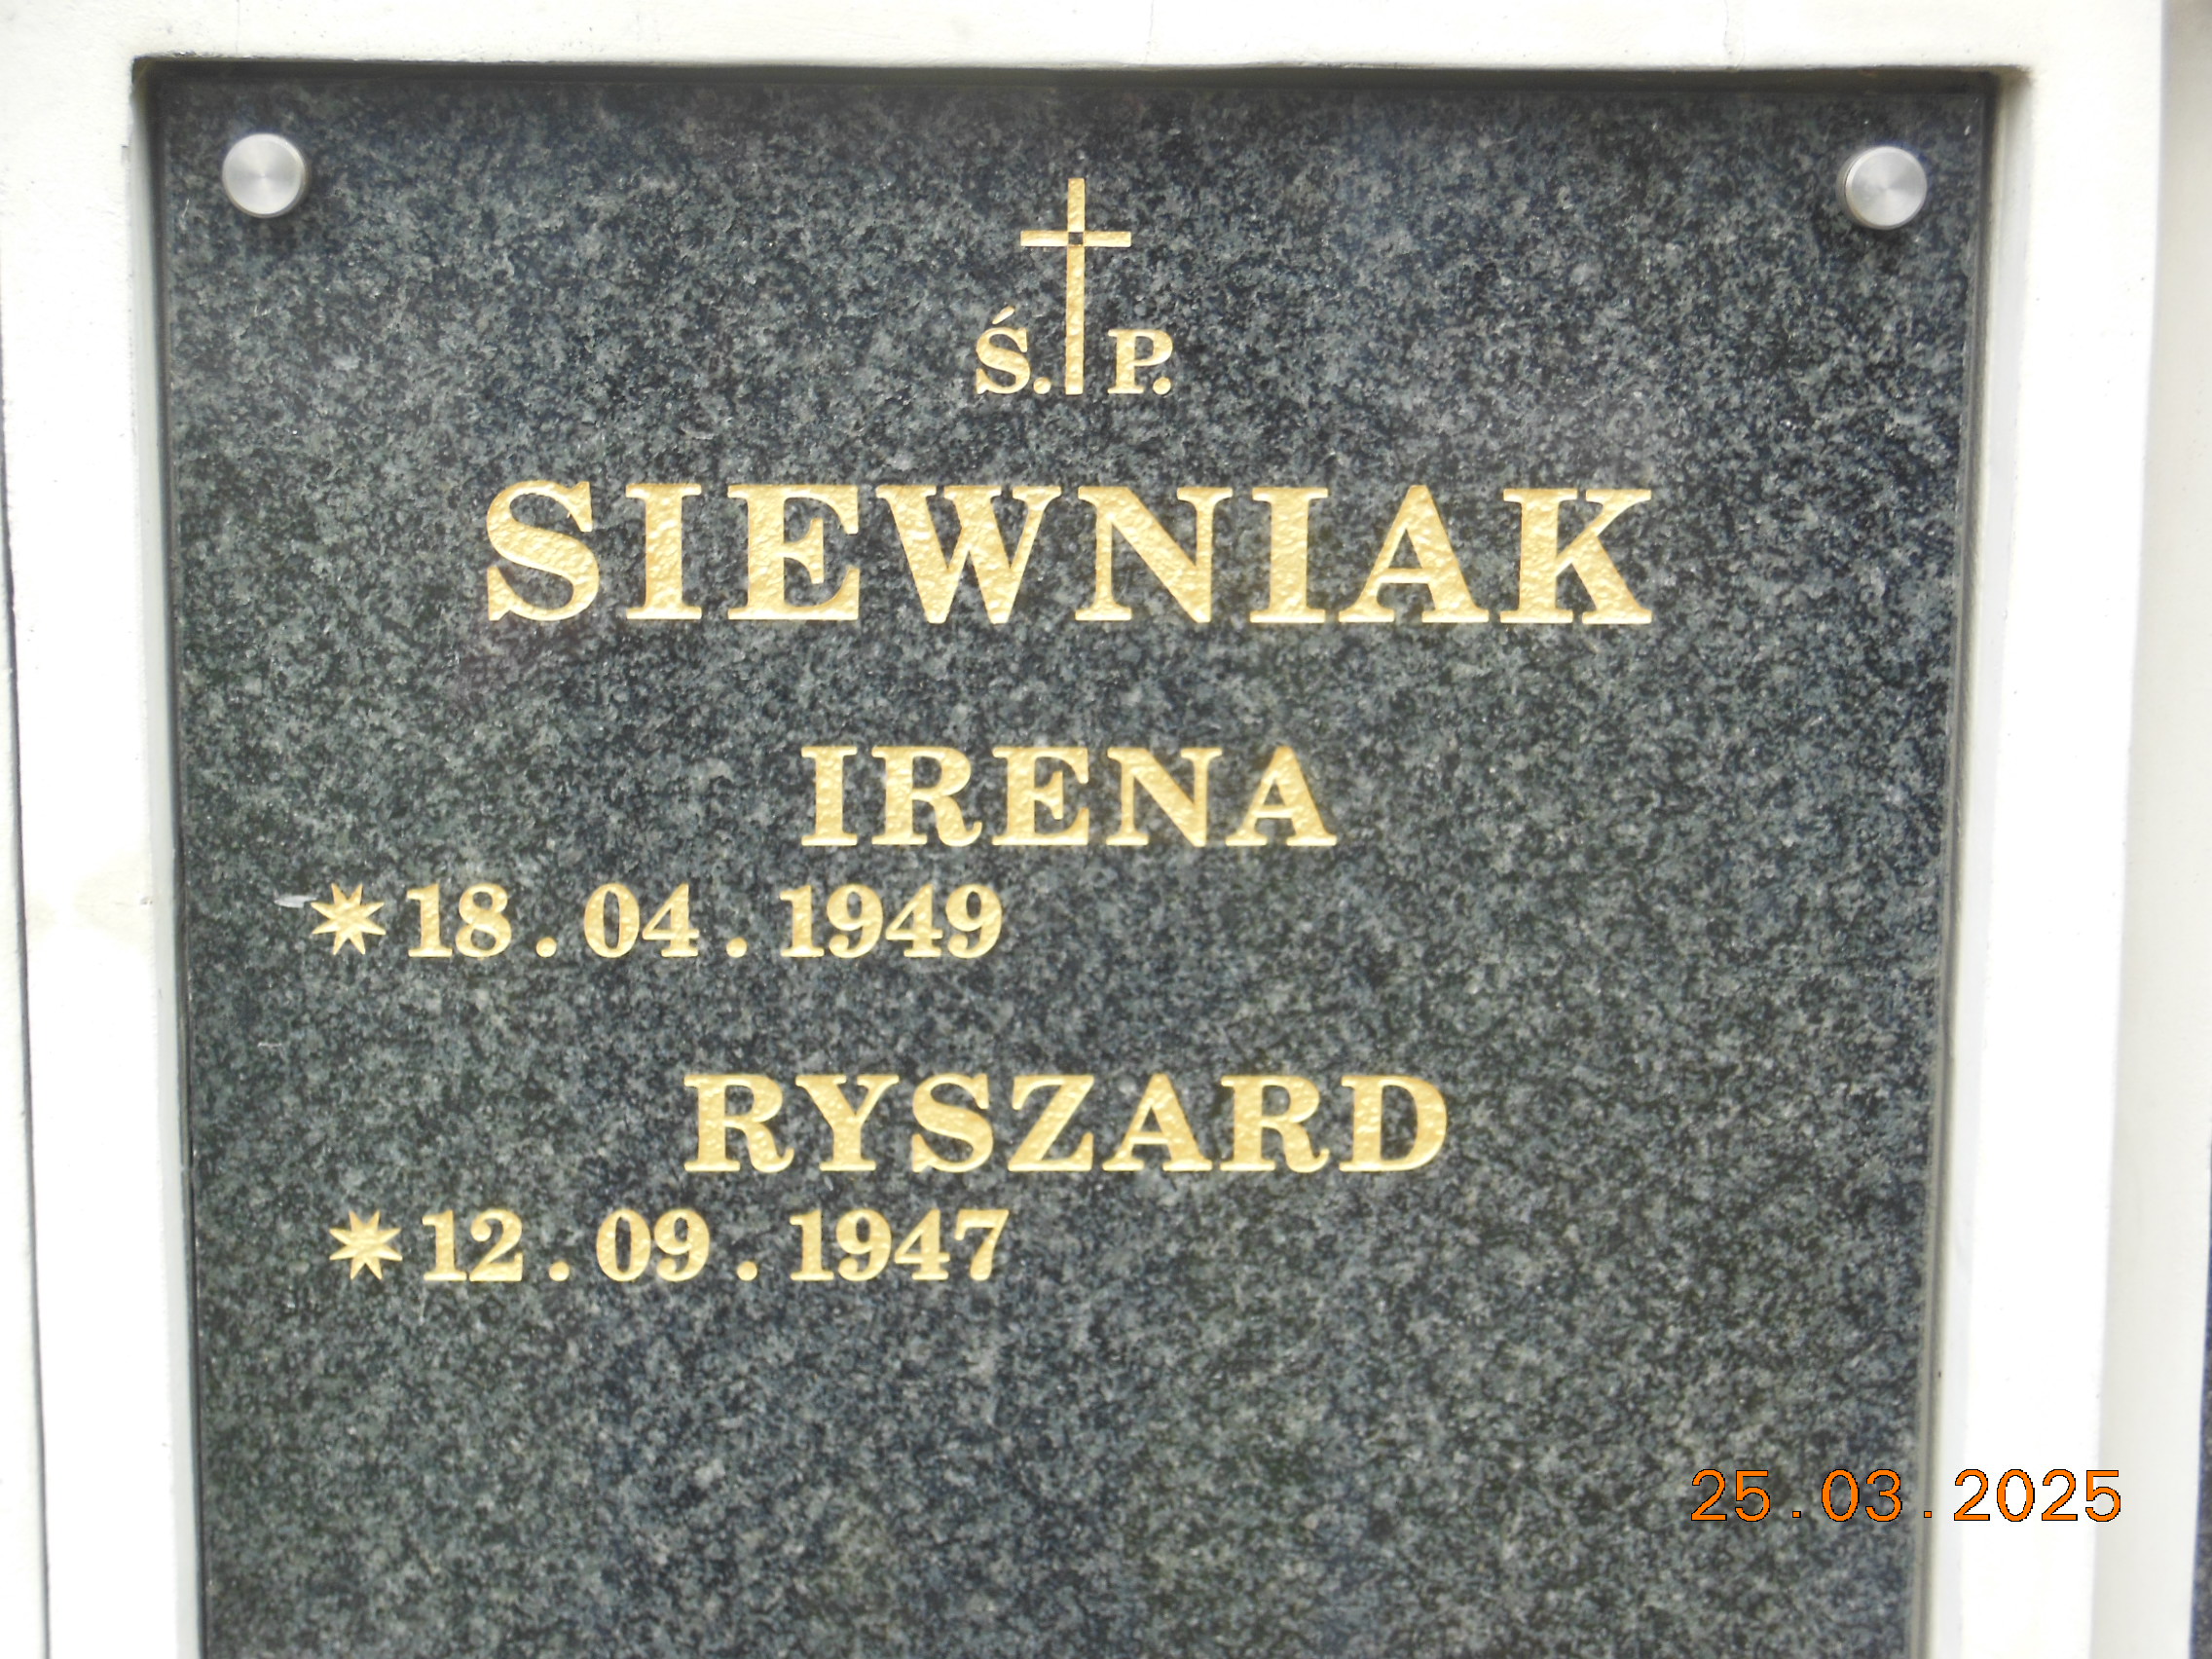 Ś. P.
SIEWNIAK
IRENA
18.04.1949
RYSZARD
12.09.1947
25.03.2025